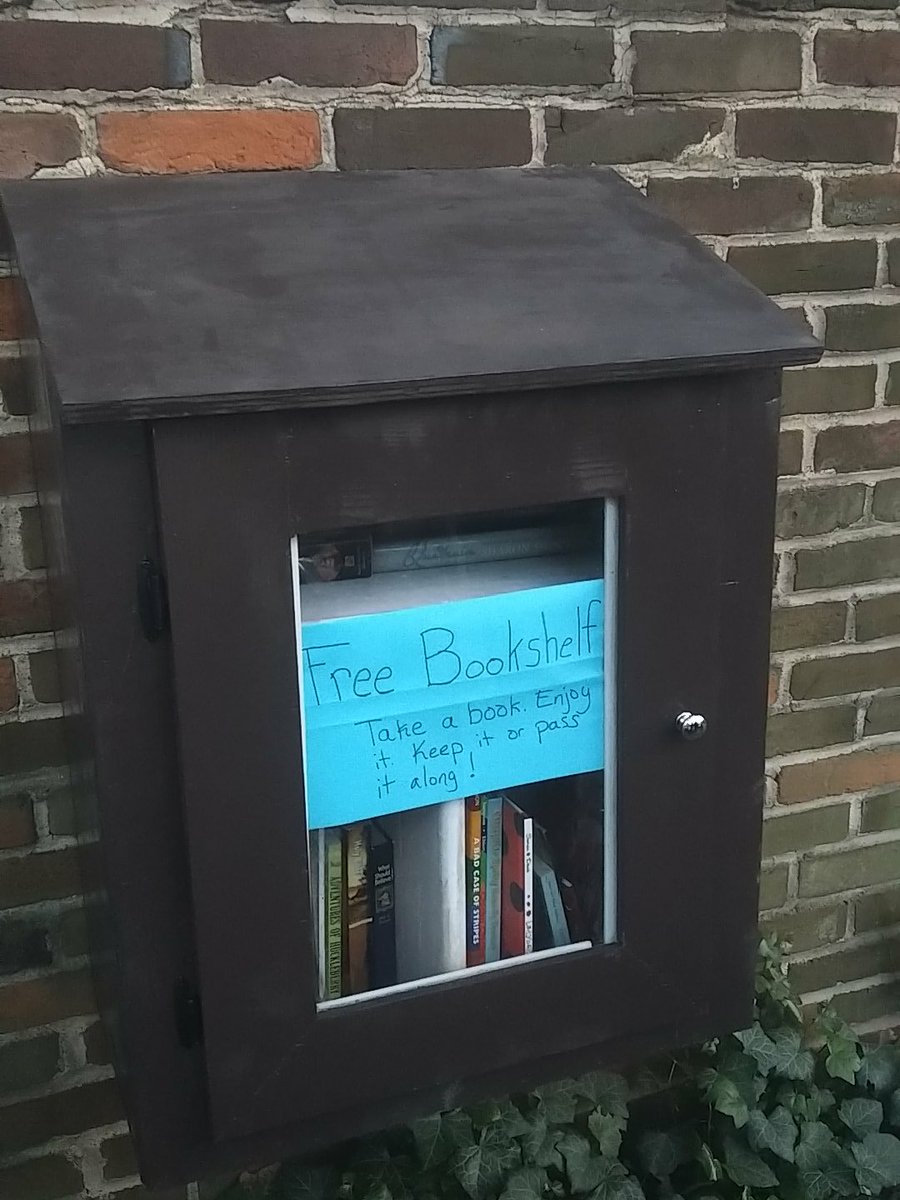 Free Bookshelf
Take a book. Enjoy
it. Keep it or pass
it along!
ADVENTURES OF HUCKLEBERRY
What
Should
A BAD CASE OF STRIPES